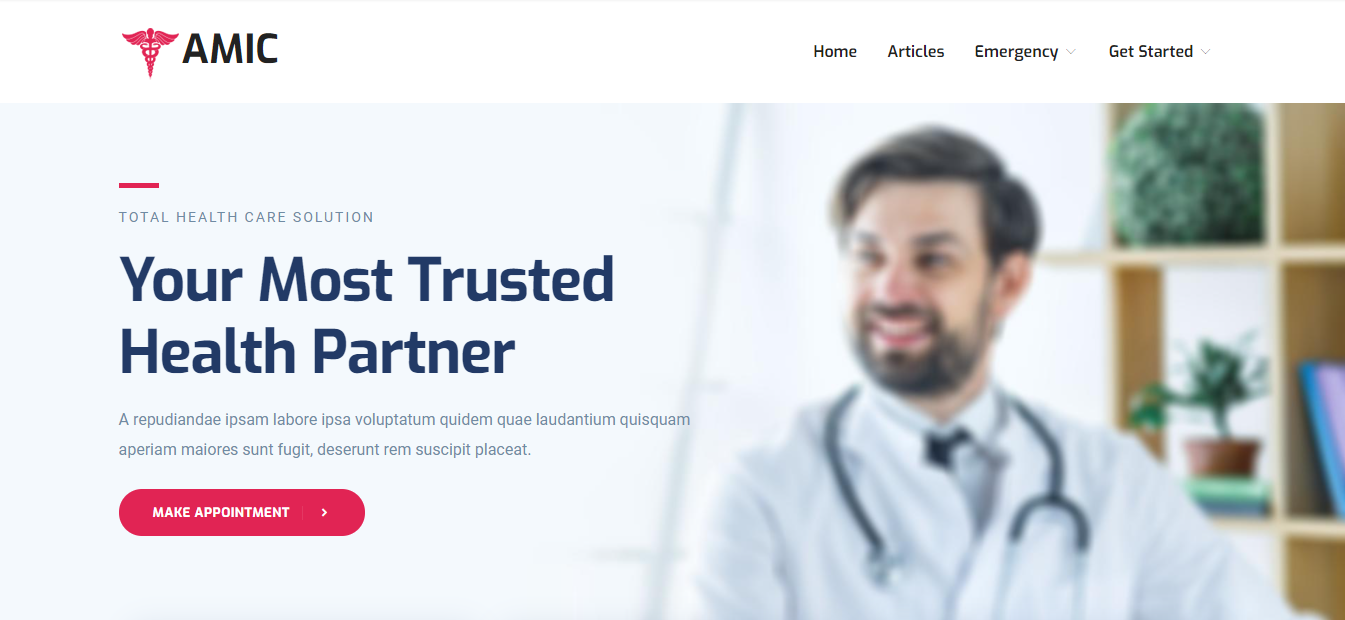 AMIC
Home Articles Emergency Get Started
TOTAL HEALTH CARE SOLUTION
Your Most Trusted
Health Partner
A repudiandae ipsam labore ipsa voluptatum quidem quae laudantium quisquam
aperiam maiores sunt fugit, deserunt rem suscipit placeat.
MAKE APPOINTMENT